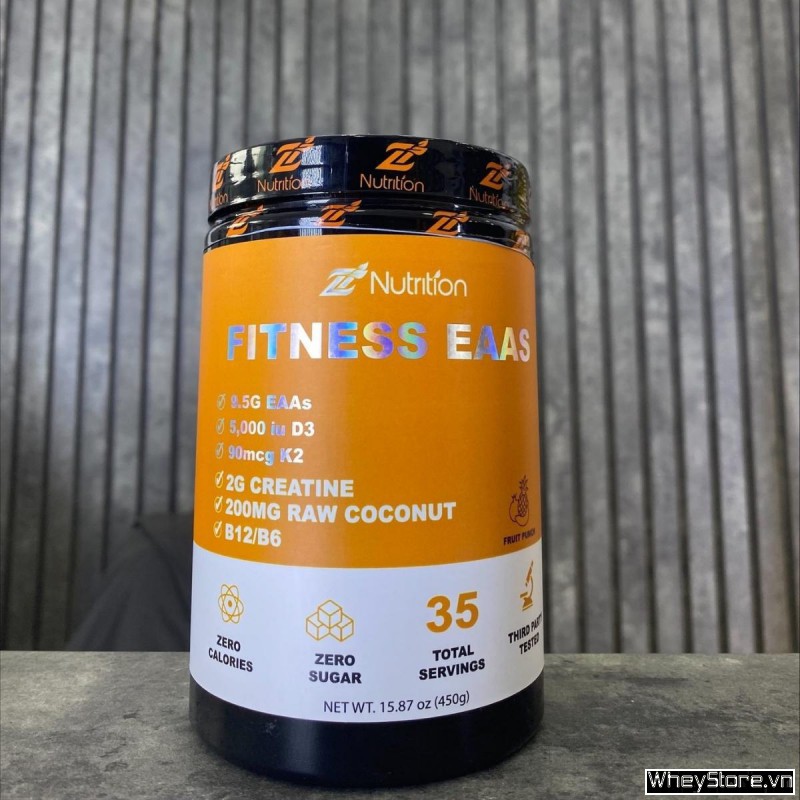 Nutrition
Nutrition
Nutrition
Nutrition
Nutrition
FITNESS EAAS
9.5G EAAs
5,000 iu D3
90mcg K2
2G CREATINE
200MG RAW COCONUT
B12/B6
FRUIT PUNCH
ZERO
CALORIES
ZERO
SUGAR
35
TOTAL
SERVINGS
THIRD PARTY
TESTED
NET WT. 15.87 oz (450g)
WheyStore.vn